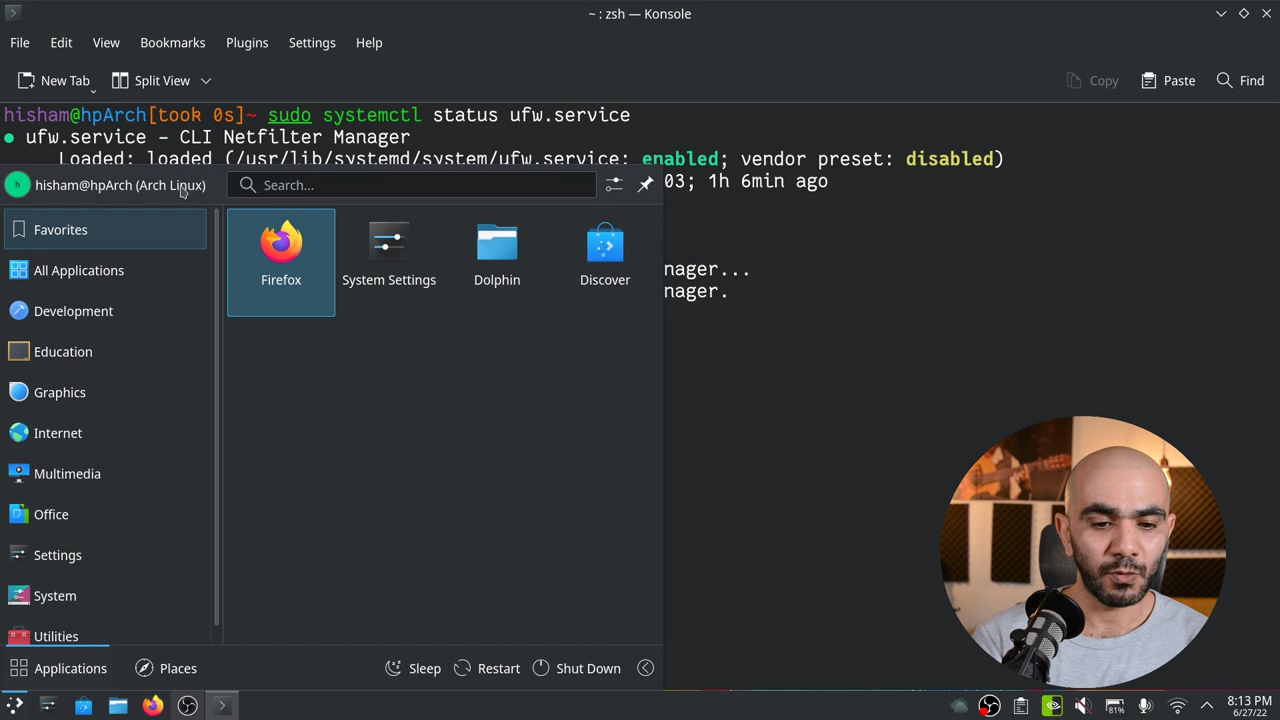 ~ : zsh — Konsole
File Edit View Bookmarks Plugins Settings Help
New Tab Split View Copy Paste Find
hisham@hpArch[took 0s]~ sudo systemctl status ufw.service
● ufw.service - CLI Netfilter Manager
Loaded: loaded (/usr/lib/systemd/system/ufw.service; enabled; vendor preset: disabled)
03; 1h 6min ago
nager...
nager.
h hisham@hpArch (Arch Linux) Search...
Favorites
All Applications
Development
Education
Graphics
Internet
Multimedia
Office
Settings
System
Utilities
Firefox System Settings Dolphin Discover
Applications Places Sleep Restart Shut Down
81%
8:13 PM
6/27/22